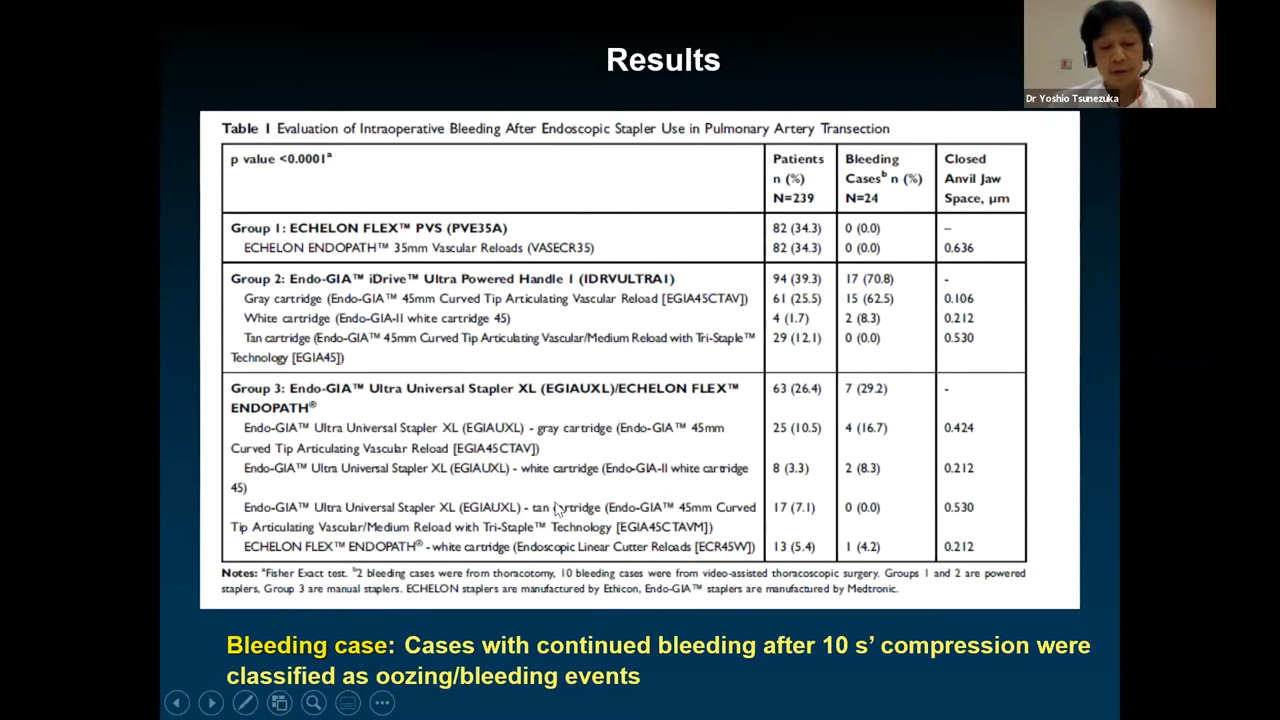 Results
Dr Yoshio Tsunezuka
Table 1 Evaluation of Intraoperative Bleeding After Endoscopic Stapler Use in Pulmonary Artery Transection
p value <0.0001ᵃ
Patients
n (%)
N=239
Bleeding
Casesᵇ n (%)
N=24
Closed
Anvil Jaw
Space, µm
Group 1: ECHELON FLEX™ PVS (PVE35A) 82 (34.3) 0 (0.0) –
ECHELON ENDOPATH™ 35mm Vascular Reloads (VASECR35) 82 (34.3) 0 (0.0) 0.636
Group 2: Endo-GIA™ iDrive™ Ultra Powered Handle 1 (IDRVULTRA1) 94 (39.3) 17 (70.8) -
Gray cartridge (Endo-GIA™ 45mm Curved Tip Articulating Vascular Reload [EGIA45CTAV]) 61 (25.5) 15 (62.5) 0.106
White cartridge (Endo-GIA-II white cartridge 45) 4 (1.7) 2 (8.3) 0.212
Tan cartridge (Endo-GIA™ 45mm Curved Tip Articulating Vascular/Medium Reload with Tri-Staple™ 29 (12.1) 0 (0.0) 0.530
Technology [EGIA45])
Group 3: Endo-GIA™ Ultra Universal Stapler XL (EGIAUXL)/ECHELON FLEX™ 63 (26.4) 7 (29.2) -
ENDOPATH®
Endo-GIA™ Ultra Universal Stapler XL (EGIAUXL) - gray cartridge (Endo-GIA™ 45mm 25 (10.5) 4 (16.7) 0.424
Curved Tip Articulating Vascular Reload [EGIA45CTAV])
Endo-GIA™ Ultra Universal Stapler XL (EGIAUXL) - white cartridge (Endo-GIA-II white cartridge 8 (3.3) 2 (8.3) 0.212
45)
Endo-GIA™ Ultra Universal Stapler XL (EGIAUXL) - tan cartridge (Endo-GIA™ 45mm Curved 17 (7.1) 0 (0.0) 0.530
Tip Articulating Vascular/Medium Reload with Tri-Staple™ Technology [EGIA45CTAVM])
ECHELON FLEX™ ENDOPATH® - white cartridge (Endoscopic Linear Cutter Reloads [ECR45W]) 13 (5.4) 1 (4.2) 0.212
Notes: ᵃFisher Exact test. ᵇ2 bleeding cases were from thoracotomy, 10 bleeding cases were from video-assisted thoracoscopic surgery. Groups 1 and 2 are powered
staplers, Group 3 are manual staplers. ECHELON staplers are manufactured by Ethicon, Endo-GIA™ staplers are manufactured by Medtronic.
Bleeding case: Cases with continued bleeding after 10 s’ compression were
classified as oozing/bleeding events